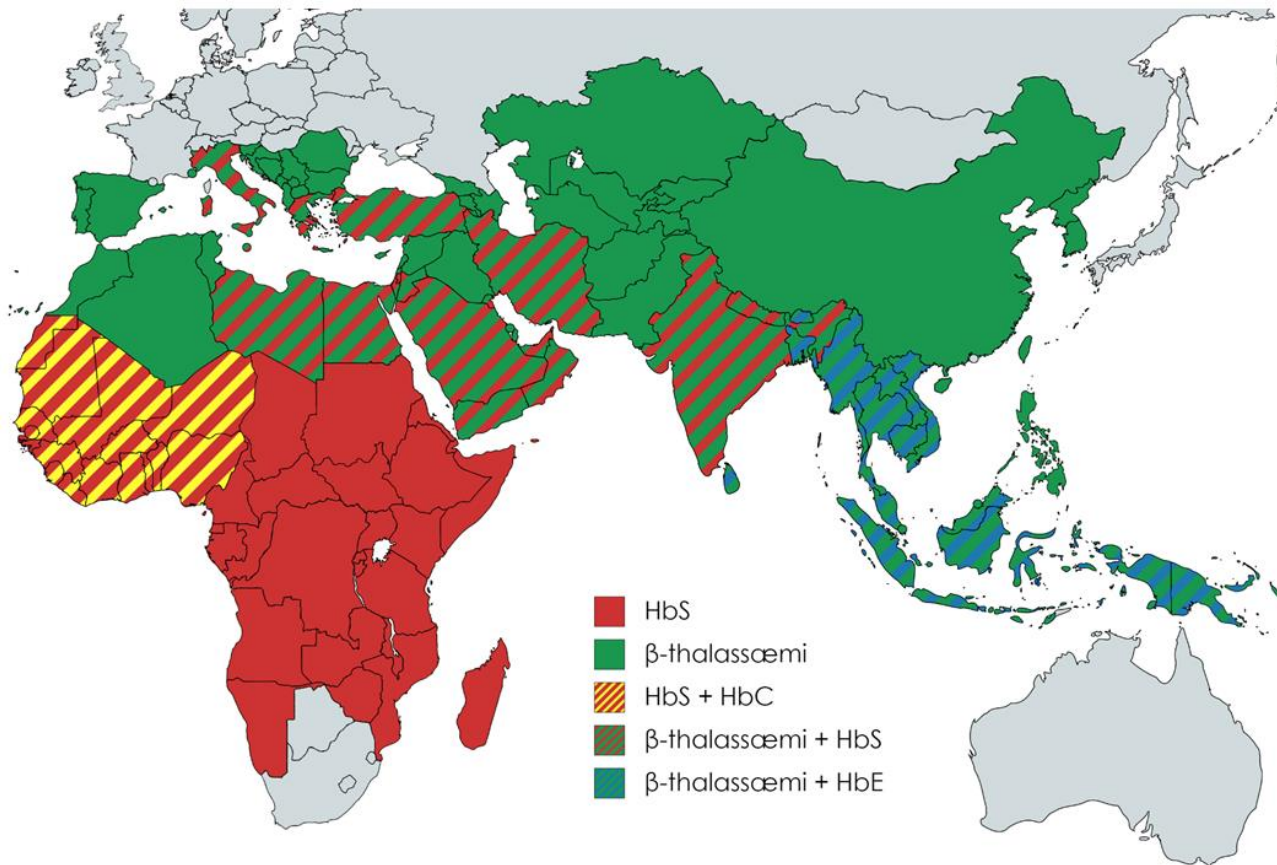 HbS
β-thalassæmi
HbS + HbC
β-thalassæmi + HbS
β-thalassæmi + HbE